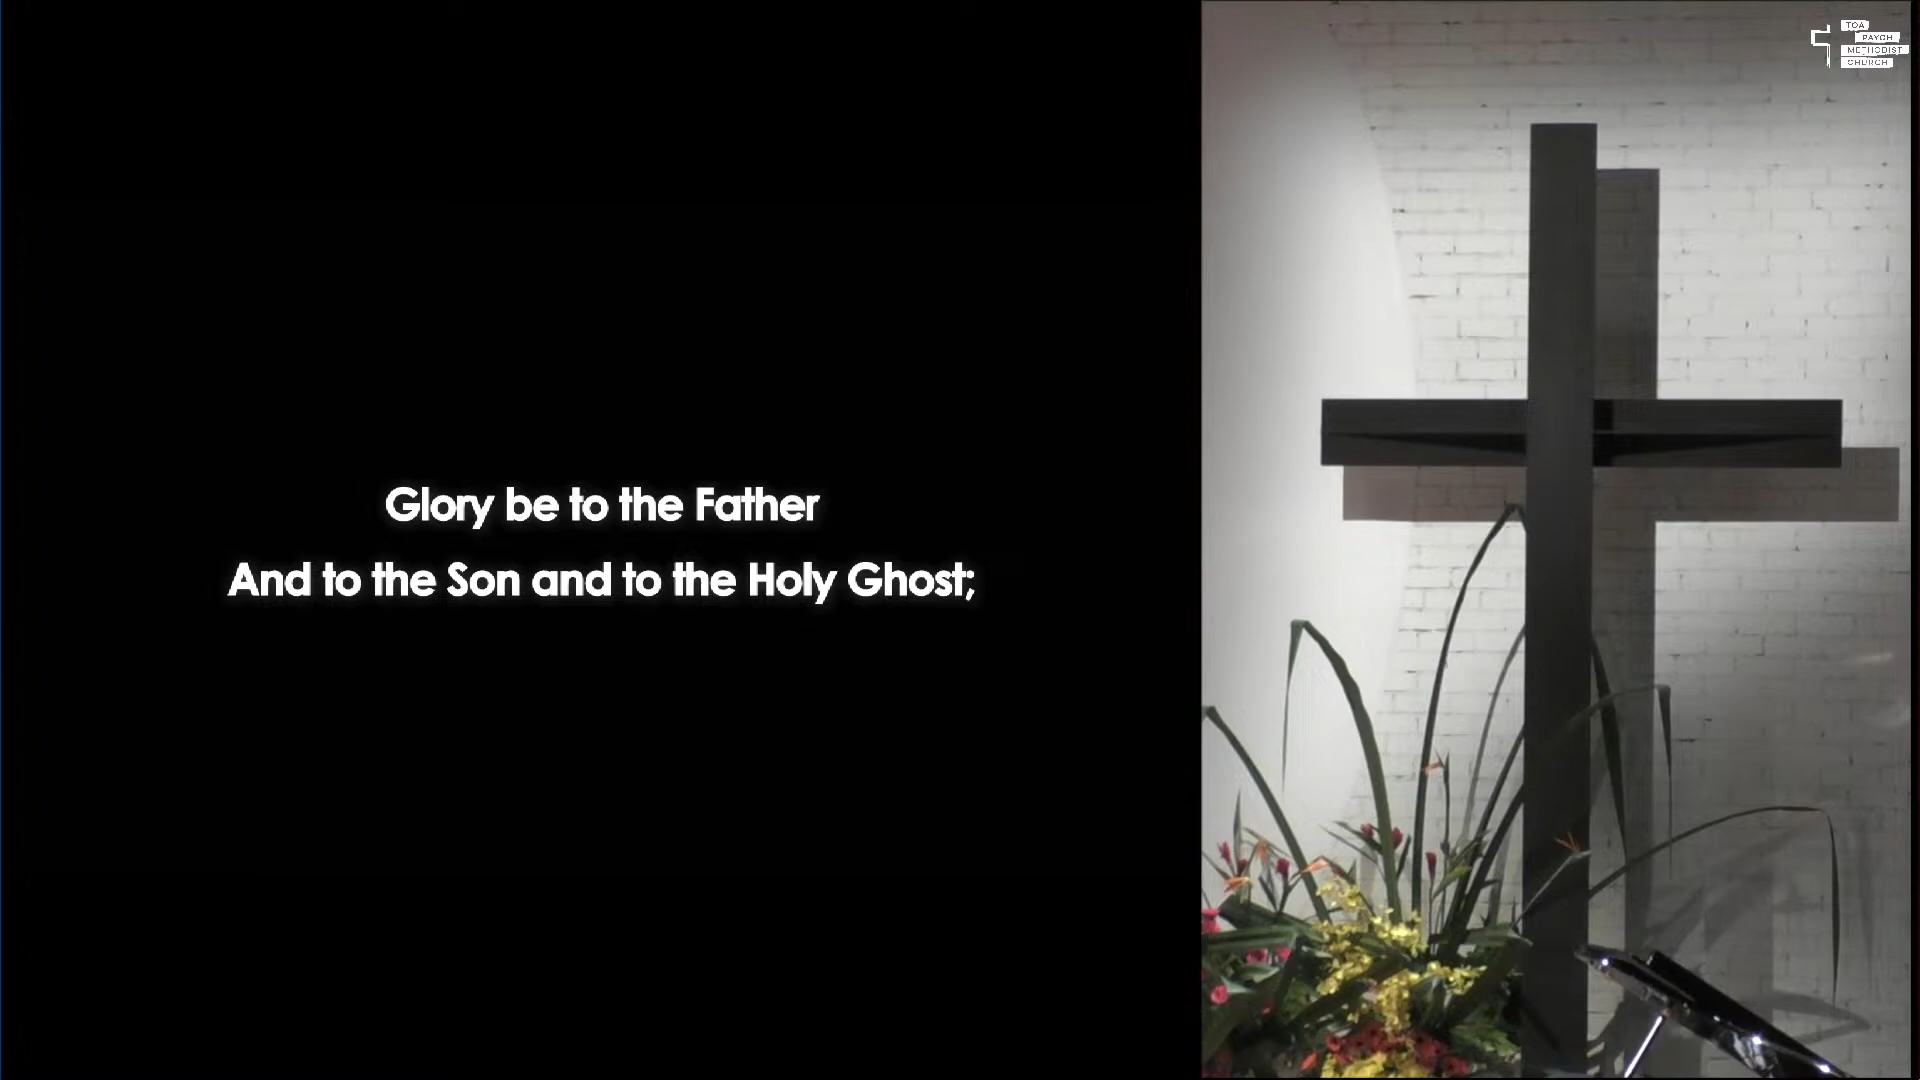 Glory be to the Father
And to the Son and to the Holy Ghost;
TOA
PAYOH
METHODIST
CHURCH